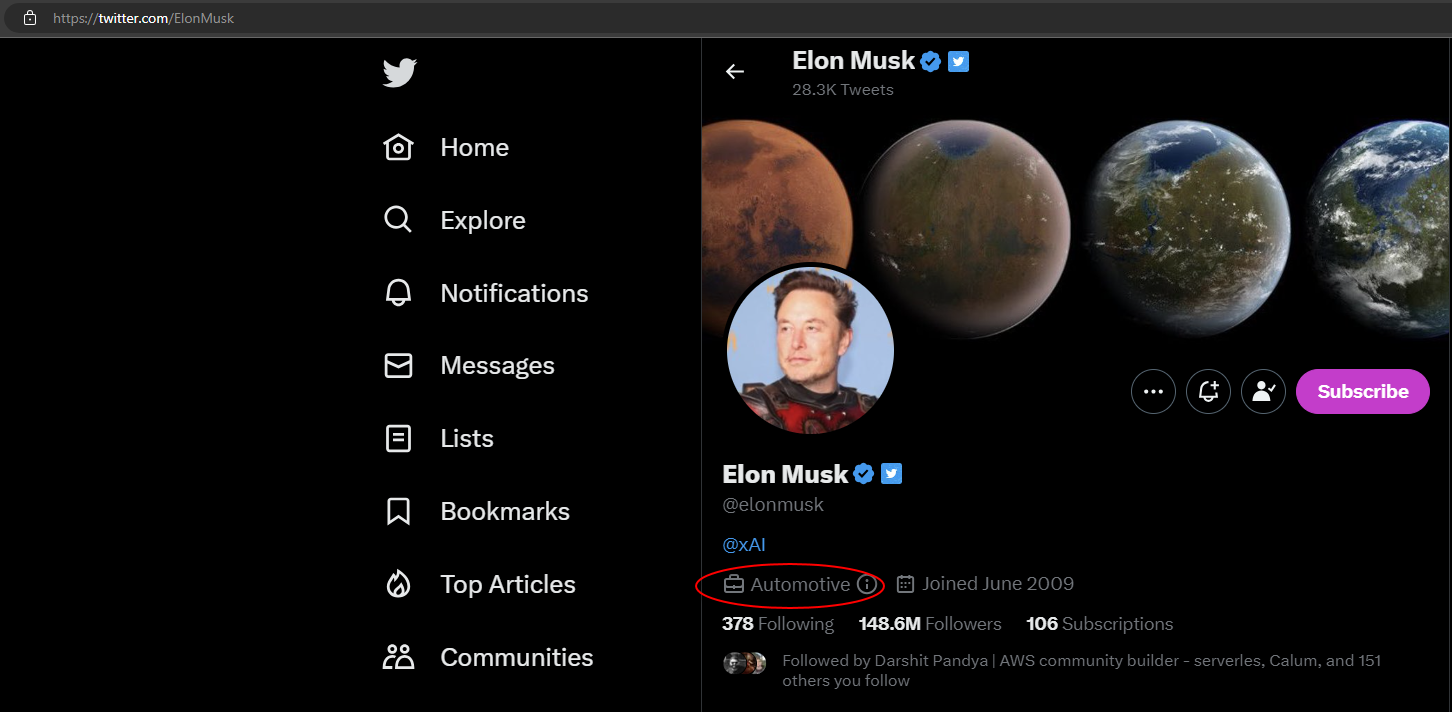 https://twitter.com/ElonMusk
Home
Explore
Notifications
Messages
Lists
Bookmarks
Top Articles
Communities
Elon Musk
28.3K Tweets
Subscribe
Elon Musk
@elonmusk
@xAI
Automotive Joined June 2009
378 Following 148.6M Followers 106 Subscriptions
Followed by Darshit Pandya | AWS community builder - serverles, Calum, and 151
others you follow